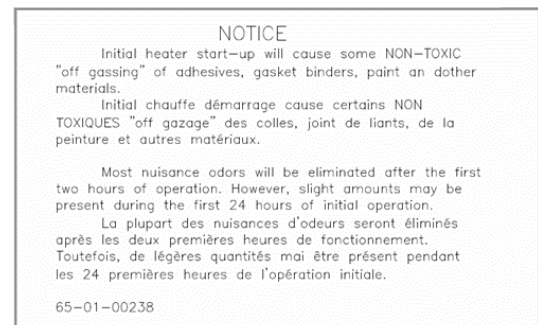 NOTICE
Initial heater start-up will cause some NON-TOXIC
"off gassing" of adhesives, gasket binders, paint an dother
materials.
Initial chauffe démarrage cause certains NON
TOXIQUES "off gazage" des colles, joint de liants, de la
peinture et autres matériaux.
Most nuisance odors will be eliminated after the first
two hours of operation. However, slight amounts may be
present during the first 24 hours of initial operation.
La plupart des nuisances d'odeurs seront éliminés
après les deux premières heures de fonctionnement.
Toutefois, de légères quantités mai être présent pendant
les 24 premières heures de l'opération initiale.
65-01-00238